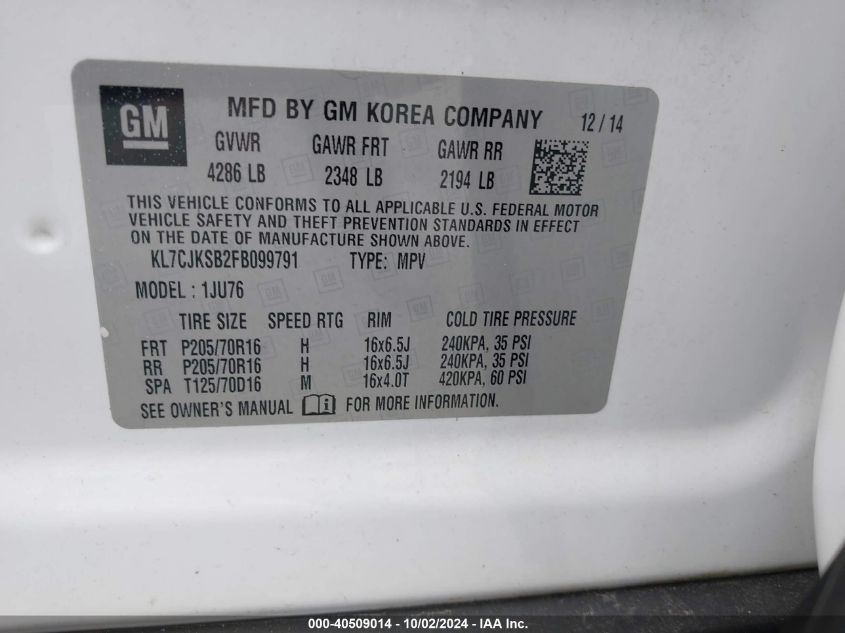 GM
MFD BY GM KOREA COMPANY 12/14
GVWR GAWR FRT GAWR RR
4286 LB 2348 LB 2194 LB
THIS VEHICLE CONFORMS TO ALL APPLICABLE U.S. FEDERAL MOTOR
VEHICLE SAFETY AND THEFT PREVENTION STANDARDS IN EFFECT
ON THE DATE OF MANUFACTURE SHOWN ABOVE.
KL7CJKSB2FB099791 TYPE: MPV
MODEL : 1JU76
TIRE SIZE SPEED RTG RIM COLD TIRE PRESSURE
FRT P205/70R16 H 16x6.5J 240KPA, 35 PSI
RR P205/70R16 H 16x6.5J 240KPA, 35 PSI
SPA T125/70D16 M 16x4.0T 420KPA, 60 PSI
SEE OWNER'S MANUAL i FOR MORE INFORMATION.
000-40509014 - 10/02/2024 - IAA Inc.